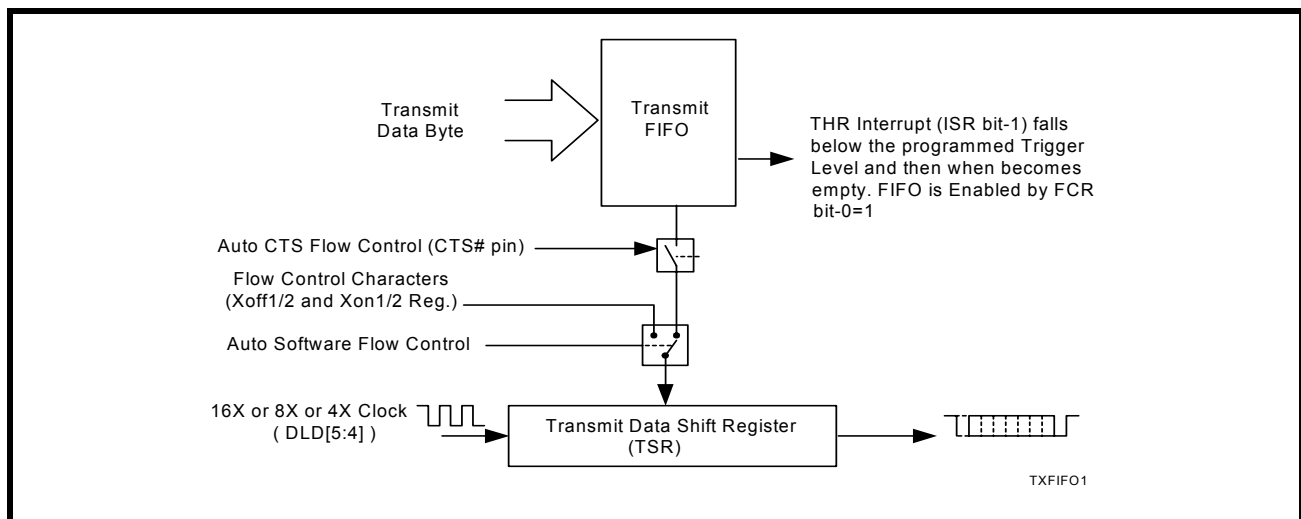 Transmit
Data Byte
Transmit
FIFO
THR Interrupt (ISR bit-1) falls
below the programmed Trigger
Level and then when becomes
empty. FIFO is Enabled by FCR
bit-0=1
Auto CTS Flow Control (CTS# pin)
Flow Control Characters
(Xoff1/2 and Xon1/2 Reg.)
Auto Software Flow Control
16X or 8X or 4X Clock
( DLD[5:4] )
Transmit Data Shift Register
(TSR)
TXFIFO1